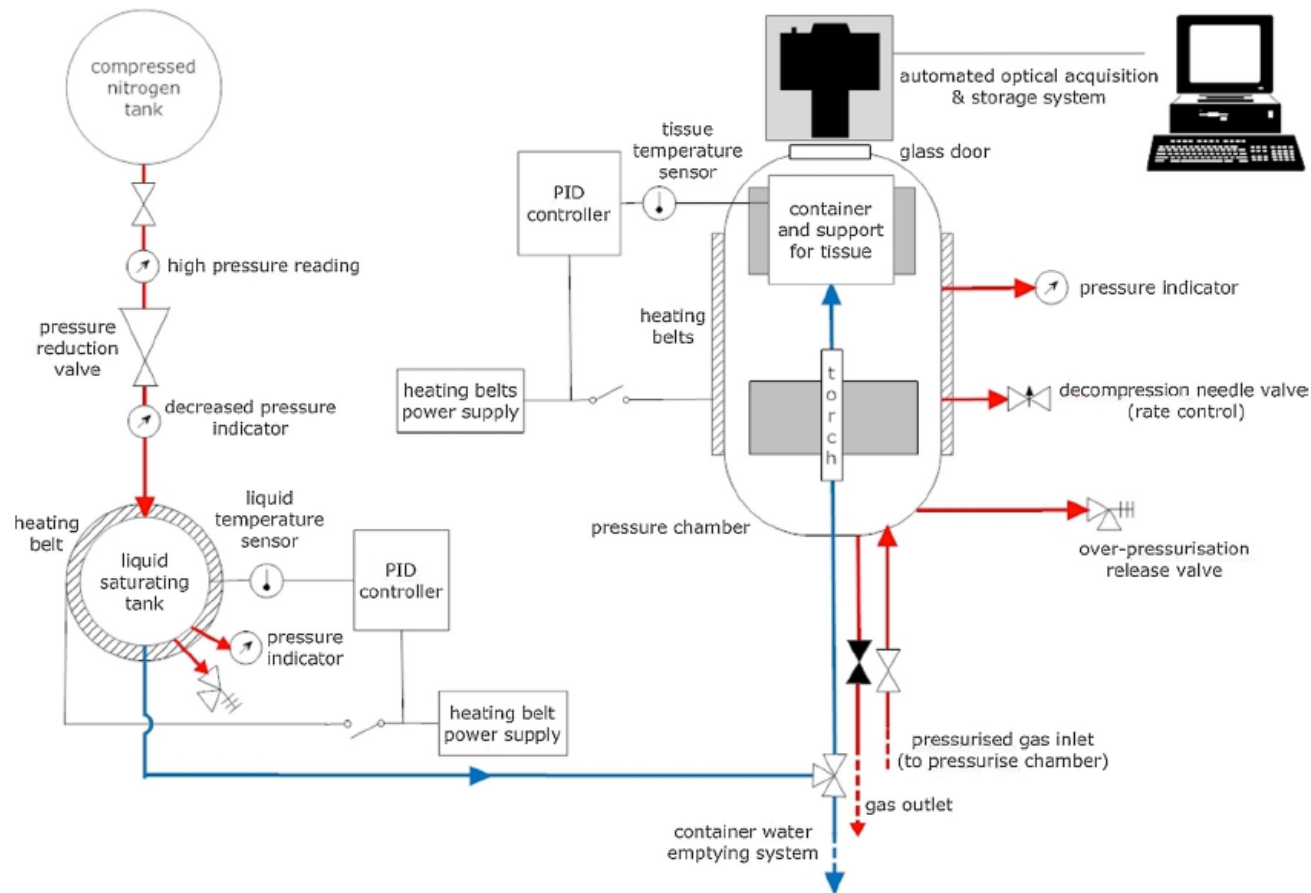 compressed
nitrogen
tank
high pressure reading
pressure
reduction
valve
decreased pressure
indicator
heating
belt
liquid
saturating
tank
liquid
temperature
sensor
PID
controller
pressure
indicator
heating belt
power supply
automated optical acquisition
& storage system
glass door
tissue
temperature
sensor
PID
controller
container
and support
for tissue
heating
belts
heating belts
power supply
torch
pressure indicator
decompression needle valve
(rate control)
pressure chamber
over-pressurisation
release valve
pressurised gas inlet
(to pressurise chamber)
gas outlet
container water
emptying system